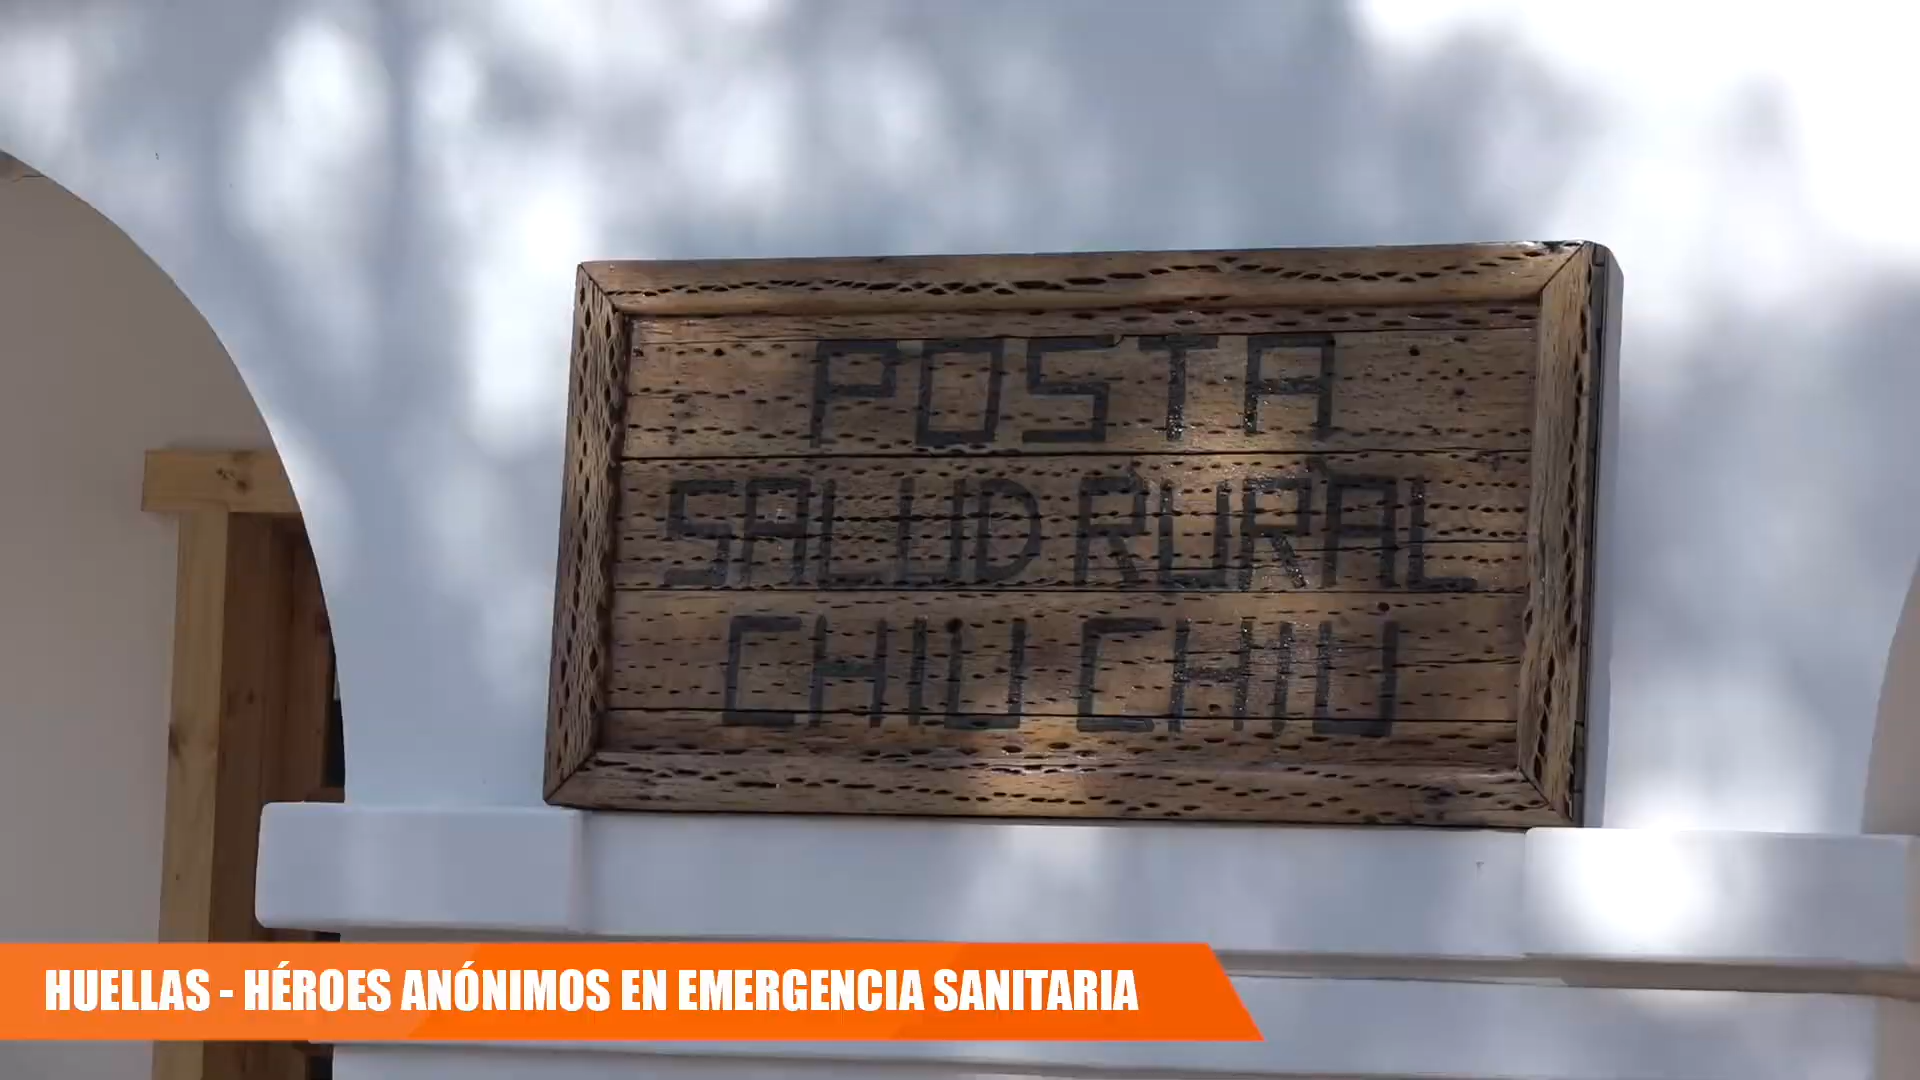 POSTA
SALUD RURAL
CHIU CHIU
HUELLAS - HÉROES ANÓNIMOS EN EMERGENCIA SANITARIA